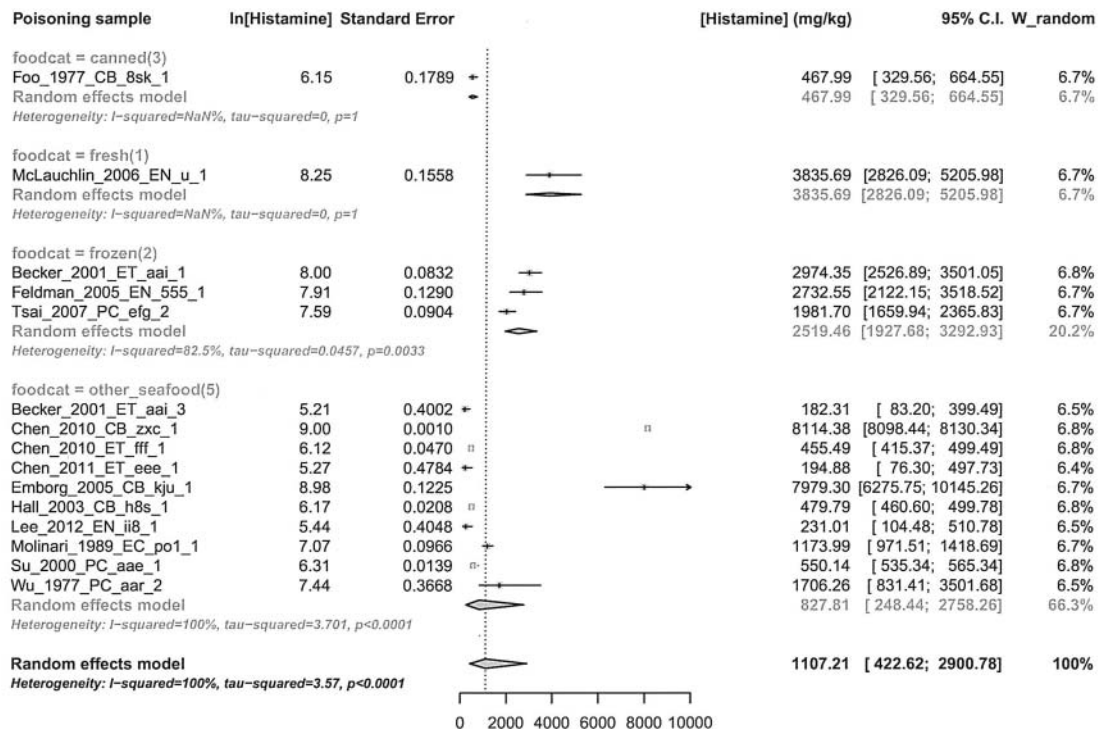 Poisoning sample ln[Histamine] Standard Error [Histamine] (mg/kg) 95% C.I. W_random
foodcat = canned(3)
Foo_1977_CB_8sk_1 6.15 0.1789 467.99 [ 329.56; 664.55] 6.7%
Random effects model 467.99 [ 329.56; 664.55] 6.7%
Heterogeneity: I−squared=NaN%, tau−squared=0, p=1
foodcat = fresh(1)
McLauchlin_2006_EN_u_1 8.25 0.1558 3835.69 [2826.09; 5205.98] 6.7%
Random effects model 3835.69 [2826.09; 5205.98] 6.7%
Heterogeneity: I−squared=NaN%, tau−squared=0, p=1
foodcat = frozen(2)
Becker_2001_ET_aai_1 8.00 0.0832 2974.35 [2526.89; 3501.05] 6.8%
Feldman_2005_EN_555_1 7.91 0.1290 2732.55 [2122.15; 3518.52] 6.7%
Tsai_2007_PC_efg_2 7.59 0.0904 1981.70 [1659.94; 2365.83] 6.7%
Random effects model 2519.46 [1927.68; 3292.93] 20.2%
Heterogeneity: I−squared=82.5%, tau−squared=0.0457, p=0.0033
foodcat = other_seafood(5)
Becker_2001_ET_aai_3 5.21 0.4002 182.31 [ 83.20; 399.49] 6.5%
Chen_2010_CB_zxc_1 9.00 0.0010 8114.38 [8098.44; 8130.34] 6.8%
Chen_2010_ET_fff_1 6.12 0.0470 455.49 [ 415.37; 499.49] 6.8%
Chen_2011_ET_eee_1 5.27 0.4784 194.88 [ 76.30; 497.73] 6.4%
Emborg_2005_CB_kju_1 8.98 0.1225 7979.30 [6275.75; 10145.26] 6.7%
Hall_2003_CB_h8s_1 6.17 0.0208 479.79 [ 460.60; 499.78] 6.8%
Lee_2012_EN_ii8_1 5.44 0.4048 231.01 [ 104.48; 510.78] 6.5%
Molinari_1989_EC_po1_1 7.07 0.0966 1173.99 [ 971.51; 1418.69] 6.7%
Su_2000_PC_aae_1 6.31 0.0139 550.14 [ 535.34; 565.34] 6.8%
Wu_1977_PC_aar_2 7.44 0.3668 1706.26 [ 831.41; 3501.68] 6.5%
Random effects model 827.81 [ 248.44; 2758.26] 66.3%
Heterogeneity: I−squared=100%, tau−squared=3.701, p<0.0001
Random effects model 1107.21 [ 422.62; 2900.78] 100%
Heterogeneity: I−squared=100%, tau−squared=3.57, p<0.0001
0 2000 4000 6000 8000 10000